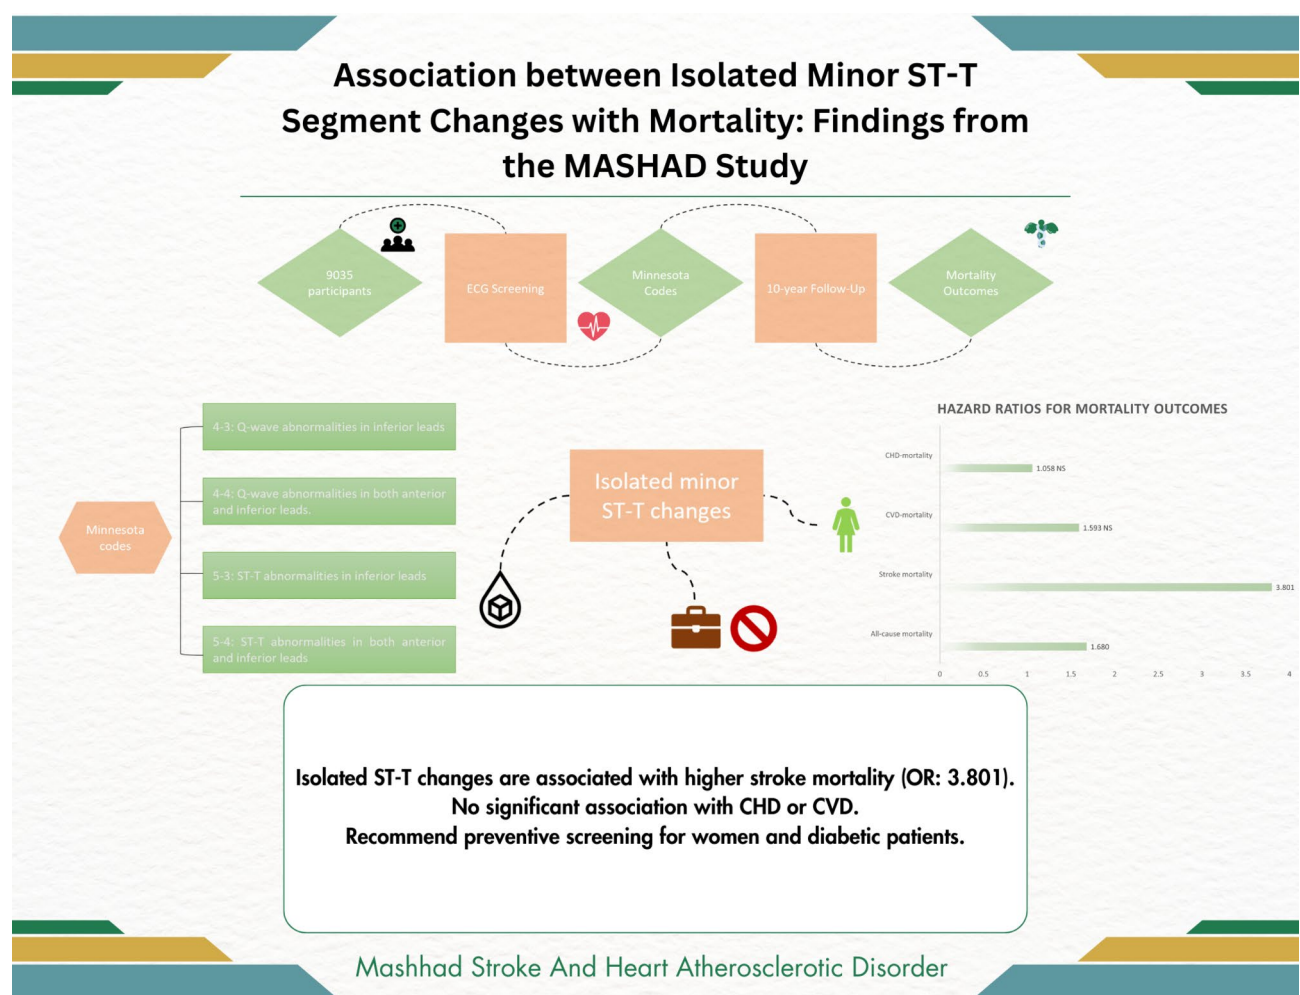 Association between Isolated Minor ST-T
Segment Changes with Mortality: Findings from
the MASHAD Study
9035
participants
ECG Screening
Minnesota
Codes
10-year Follow-Up
Mortality
Outcomes
Minnesota
codes
4-3: Q-wave abnormalities in inferior leads
4-4: Q-wave abnormalities in both anterior
and inferior leads.
5-3: ST-T abnormalities in inferior leads
5-4: ST-T abnormalities in both anterior
and inferior leads
Isolated minor
ST-T changes
HAZARD RATIOS FOR MORTALITY OUTCOMES
CHD-mortality
1.058 NS
CVD-mortality
1.593 NS
Stroke mortality
3.801
All-cause mortality
1.680
0 0.5 1 1.5 2 2.5 3 3.5 4
Isolated ST-T changes are associated with higher stroke mortality (OR: 3.801).
No significant association with CHD or CVD.
Recommend preventive screening for women and diabetic patients.
Mashhad Stroke And Heart Atherosclerotic Disorder